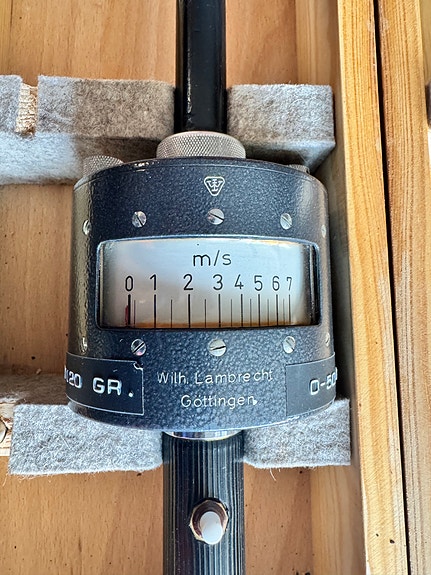 m/s
0 1 2 3 4 5 6 7
Wilh. Lambrecht
Göttingen.
20 GR.